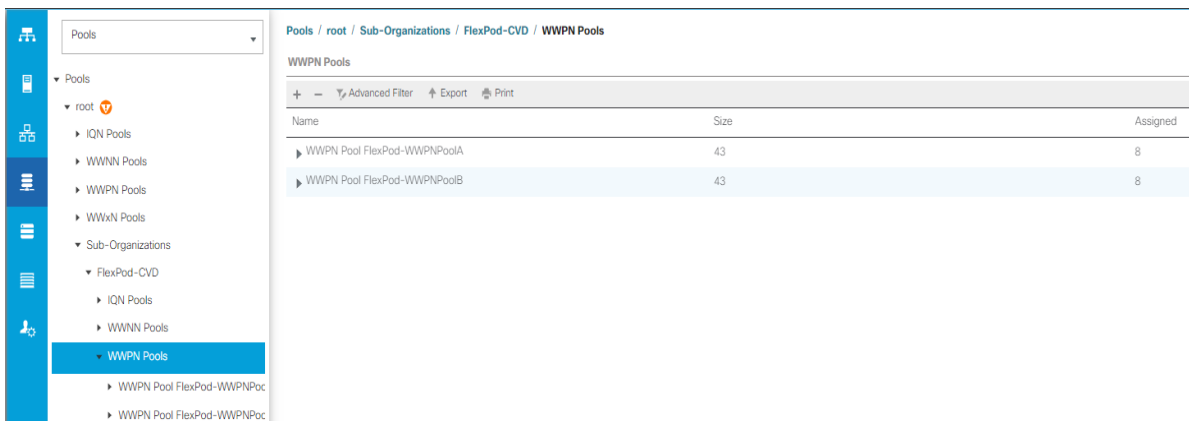 Pools
Pools / root / Sub-Organizations / FlexPod-CVD / WWPN Pools
WWPN Pools
Pools
root
IQN Pools
WWNN Pools
WWPN Pools
WWxN Pools
Sub-Organizations
FlexPod-CVD
IQN Pools
WWNN Pools
WWPN Pools
WWPN Pool FlexPod-WWPNPoc
WWPN Pool FlexPod-WWPNPoc
+ − Advanced Filter Export Print
Name Size Assigned
WWPN Pool FlexPod-WWPNPoolA 43 8
WWPN Pool FlexPod-WWPNPoolB 43 8